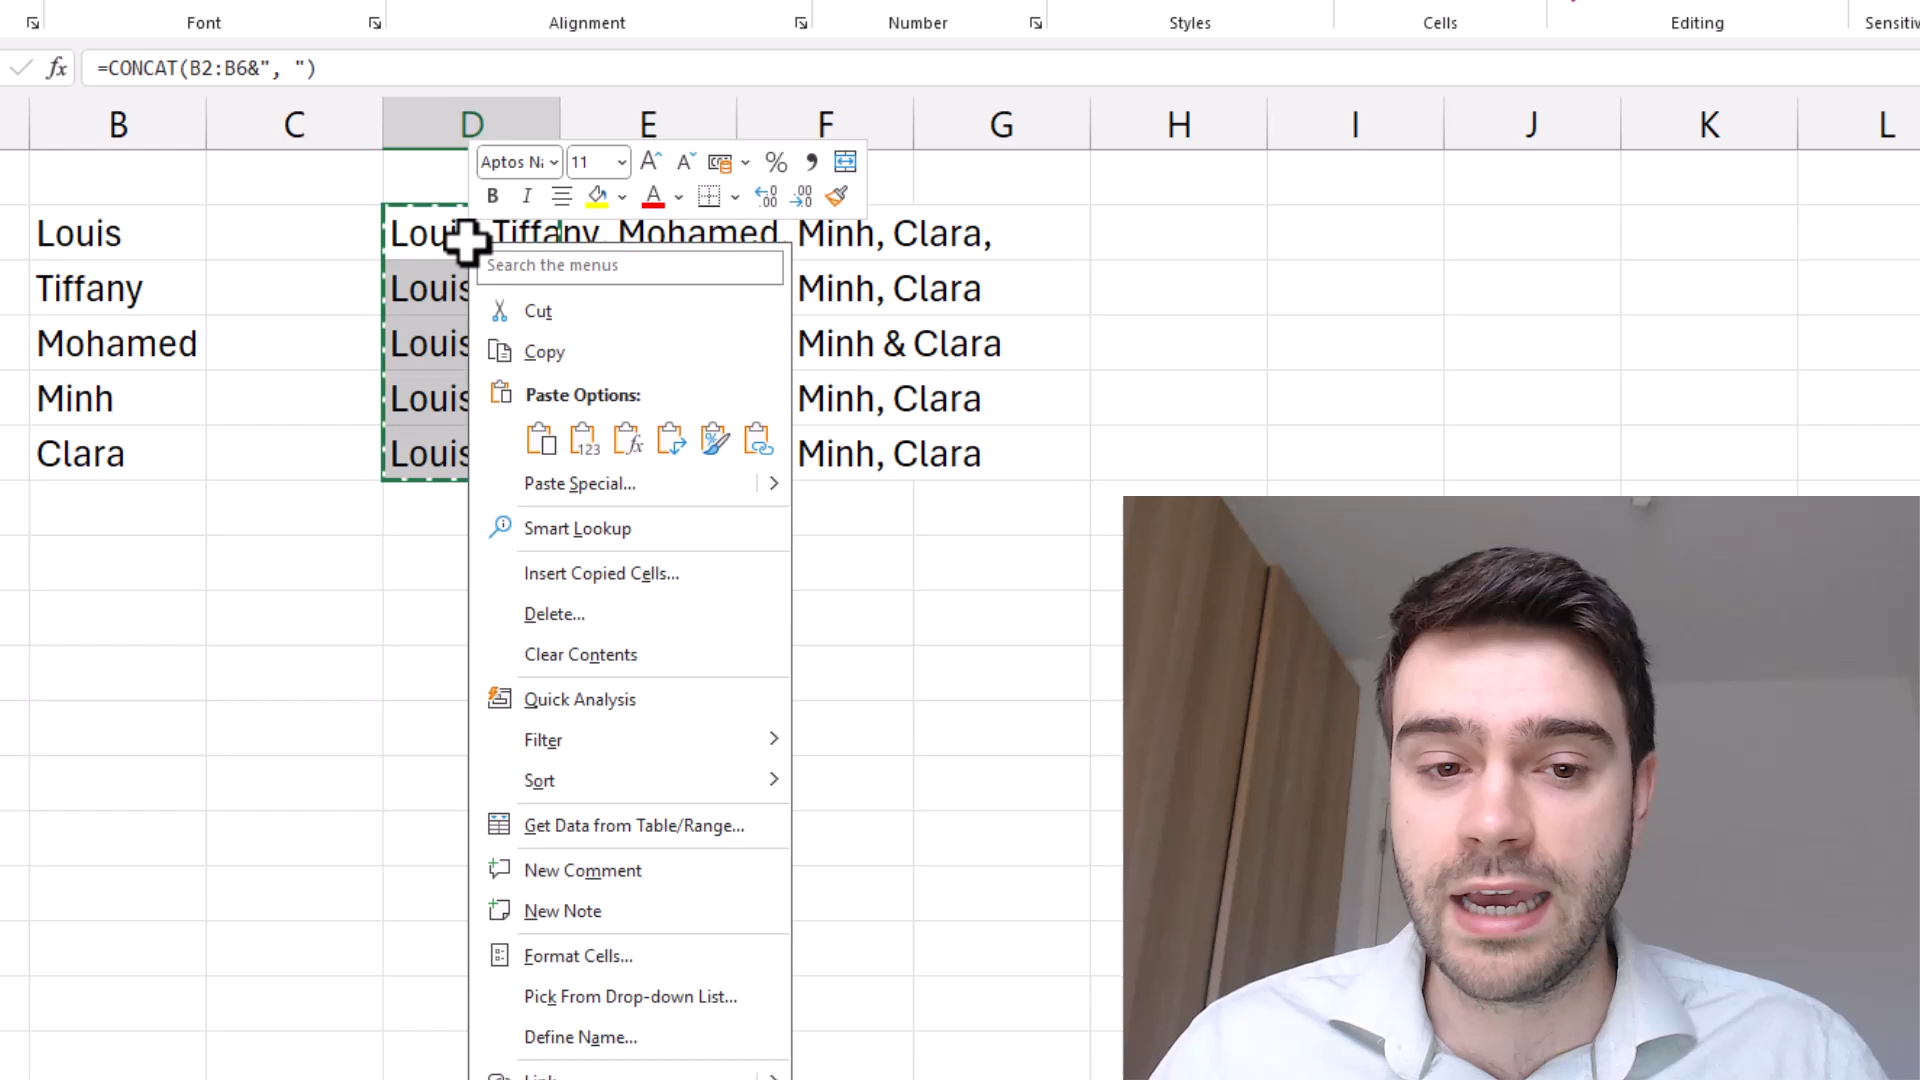 Font Alignment Number Styles Cells Editing
fx =CONCAT(B2:B6&", ")
B C D E F G H I J K L
Aptos 11 A A % ,
B I A
Louis Tiffany, Mohamed, Minh, Clara,
Search the menus
Tiffany Louis Minh, Clara
Cut
Mohamed Louis Minh & Clara
Copy
Paste Options:
Minh Louis Minh, Clara
123 fx %
Clara Louis Minh, Clara
Paste Special...
Smart Lookup
Insert Copied Cells...
Delete...
Clear Contents
Quick Analysis
Filter
Sort
Get Data from Table/Range...
New Comment
New Note
Format Cells...
Pick From Drop-down List...
Define Name...